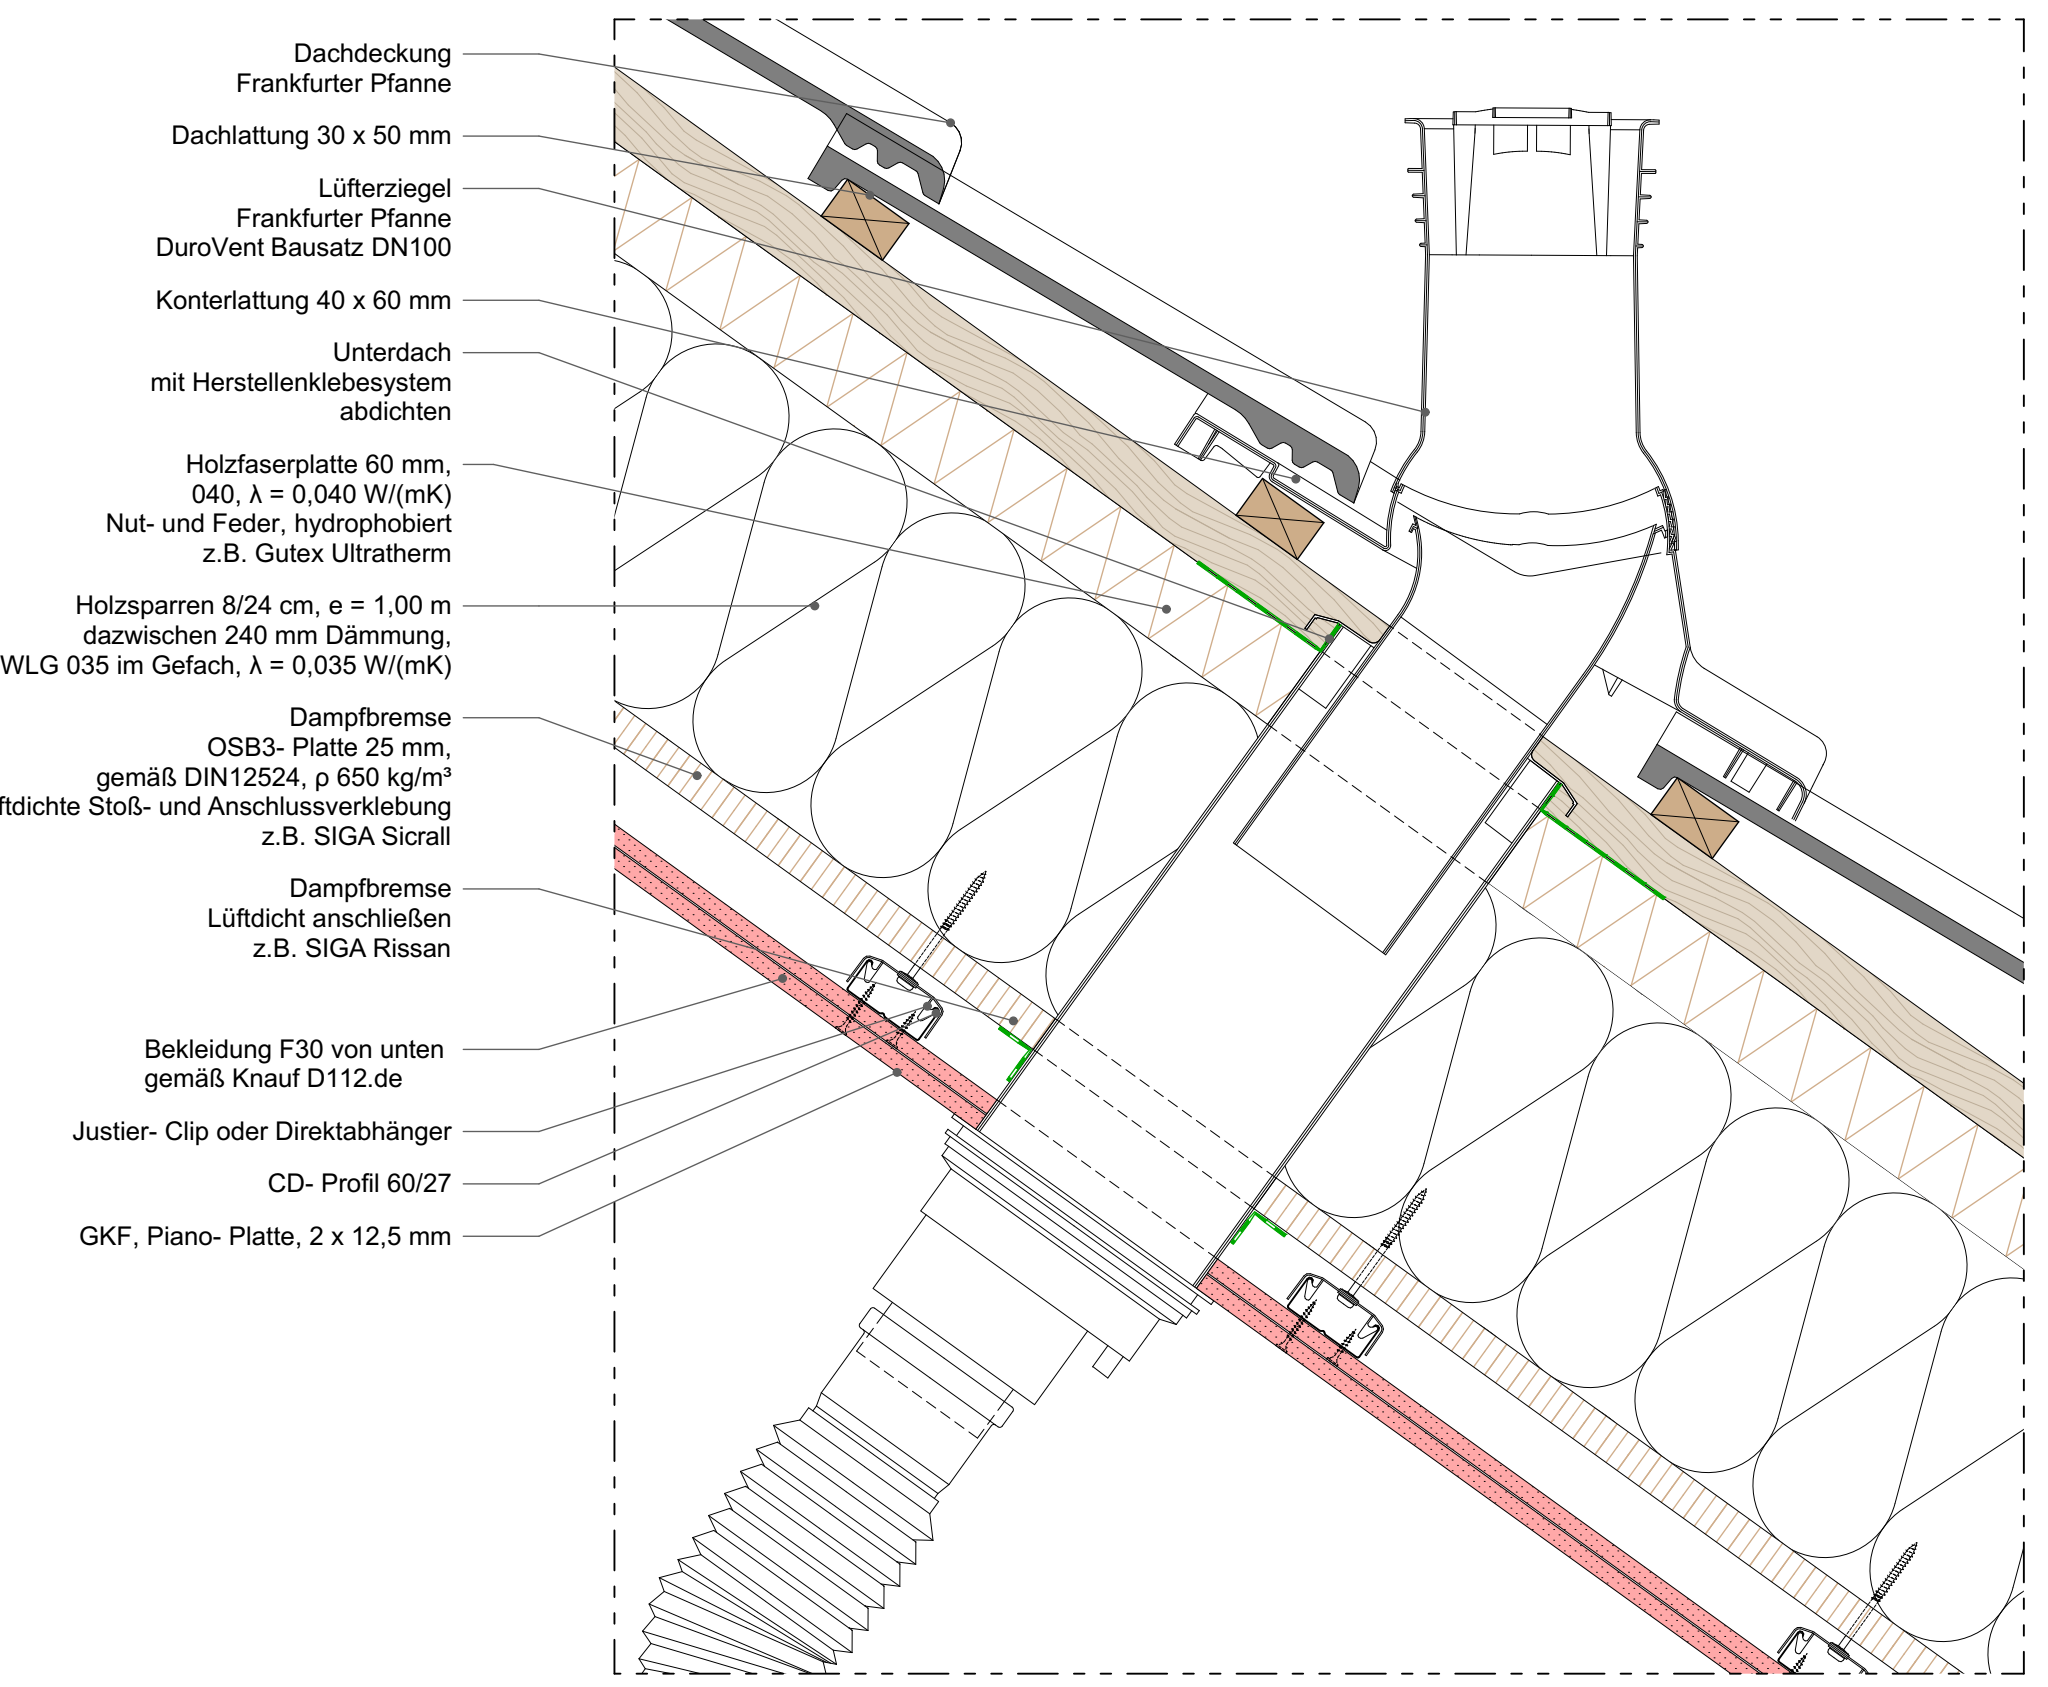 Dachdeckung
Frankfurter Pfanne
Dachlattung 30 x 50 mm
Lüfterziegel
Frankfurter Pfanne
DuroVent Bausatz DN100
Konterlattung 40 x 60 mm
Unterdach
mit Herstellenklebesystem
abdichten
Holzfaserplatte 60 mm,
040, λ = 0,040 W/(mK)
Nut- und Feder, hydrophobiert
z.B. Gutex Ultratherm
Holzsparren 8/24 cm, e = 1,00 m
dazwischen 240 mm Dämmung,
WLG 035 im Gefach, λ = 0,035 W/(mK)
Dampfbremse
OSB3- Platte 25 mm,
gemäß DIN12524, ρ 650 kg/m³
ftdichte Stoß- und Anschlussverklebung
z.B. SIGA Sicrall
Dampfbremse
Lüftdicht anschließen
z.B. SIGA Rissan
Bekleidung F30 von unten
gemäß Knauf D112.de
Justier- Clip oder Direktabhänger
CD- Profil 60/27
GKF, Piano- Platte, 2 x 12,5 mm